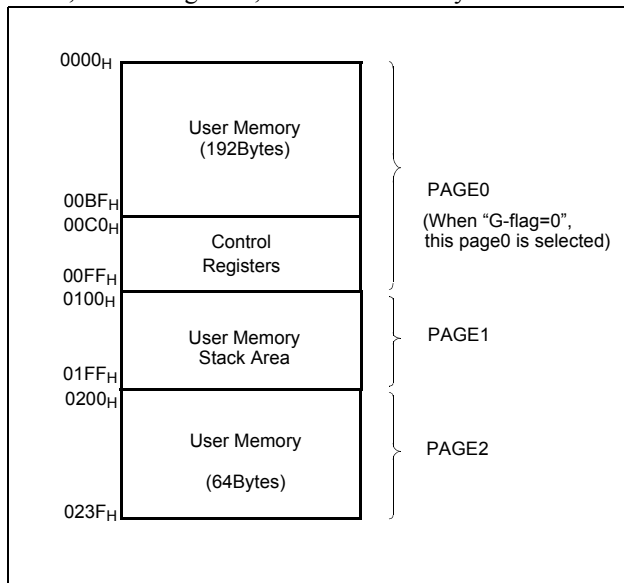 0000H
User Memory
(192Bytes)
PAGE0
(When “G-flag=0”,
this page0 is selected)
00BFH
00C0H
Control
Registers
00FFH
0100H
User Memory
Stack Area
PAGE1
01FFH
0200H
User Memory
(64Bytes)
PAGE2
023FH